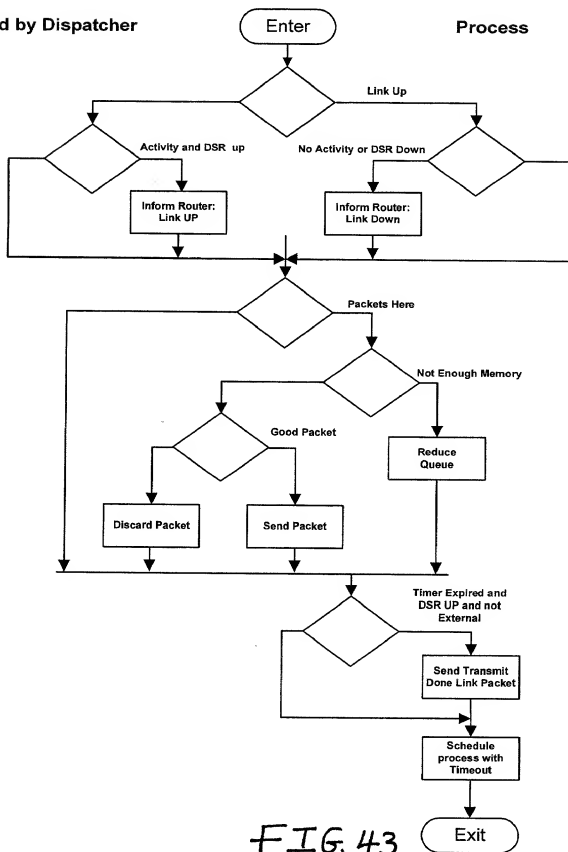 d by Dispatcher
Enter
Process
Link Up
Activity and DSR up
No Activity or DSR Down
Inform Router:
Link UP
Inform Router:
Link Down
Packets Here
Not Enough Memory
Good Packet
Reduce
Queue
Discard Packet
Send Packet
Timer Expired and
DSR UP and not
External
Send Transmit
Done Link Packet
Schedule
process with
Timeout
Exit
FIG. 43